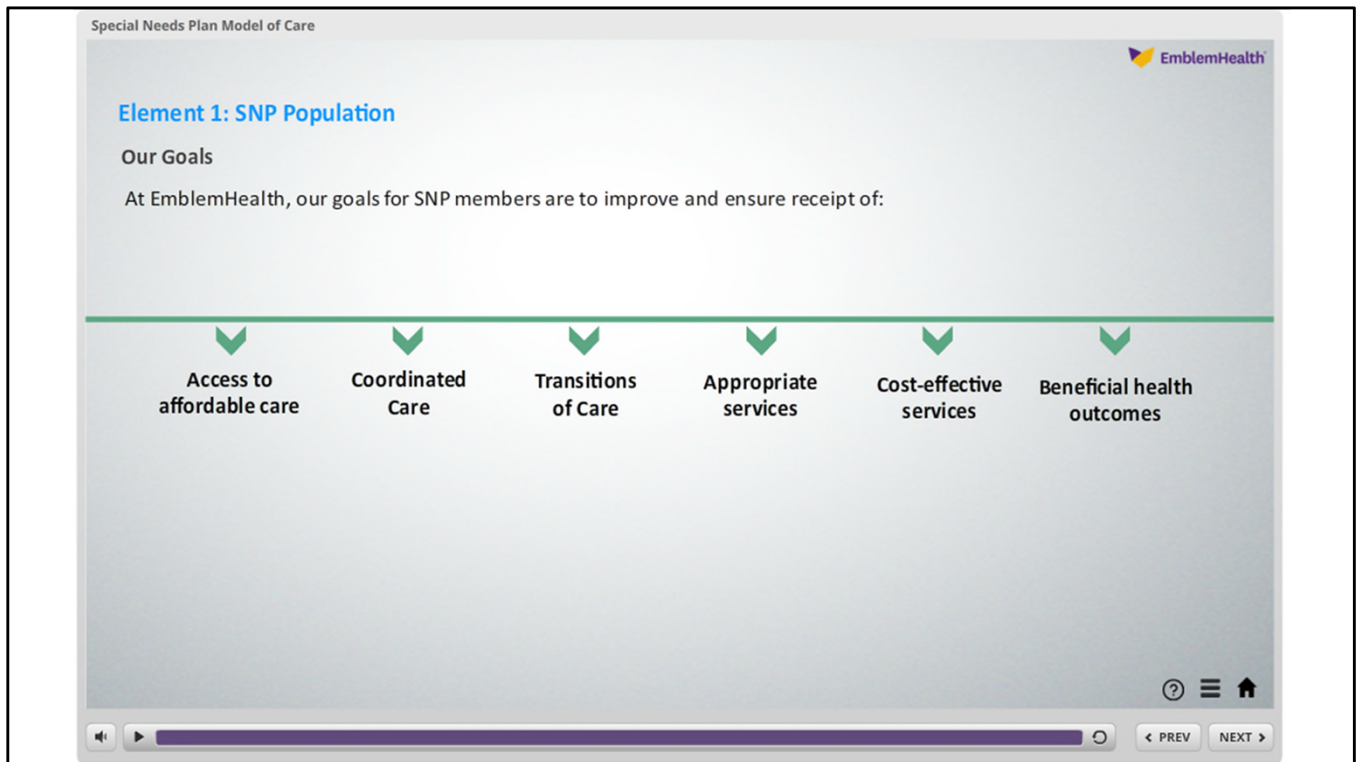 Special Needs Plan Model of Care
EmblemHealth
Element 1: SNP Population
Our Goals
At EmblemHealth, our goals for SNP members are to improve and ensure receipt of:
Access to
affordable care
Coordinated
Care
Transitions
of Care
Appropriate
services
Cost-effective
services
Beneficial health
outcomes
?
< PREV
NEXT >